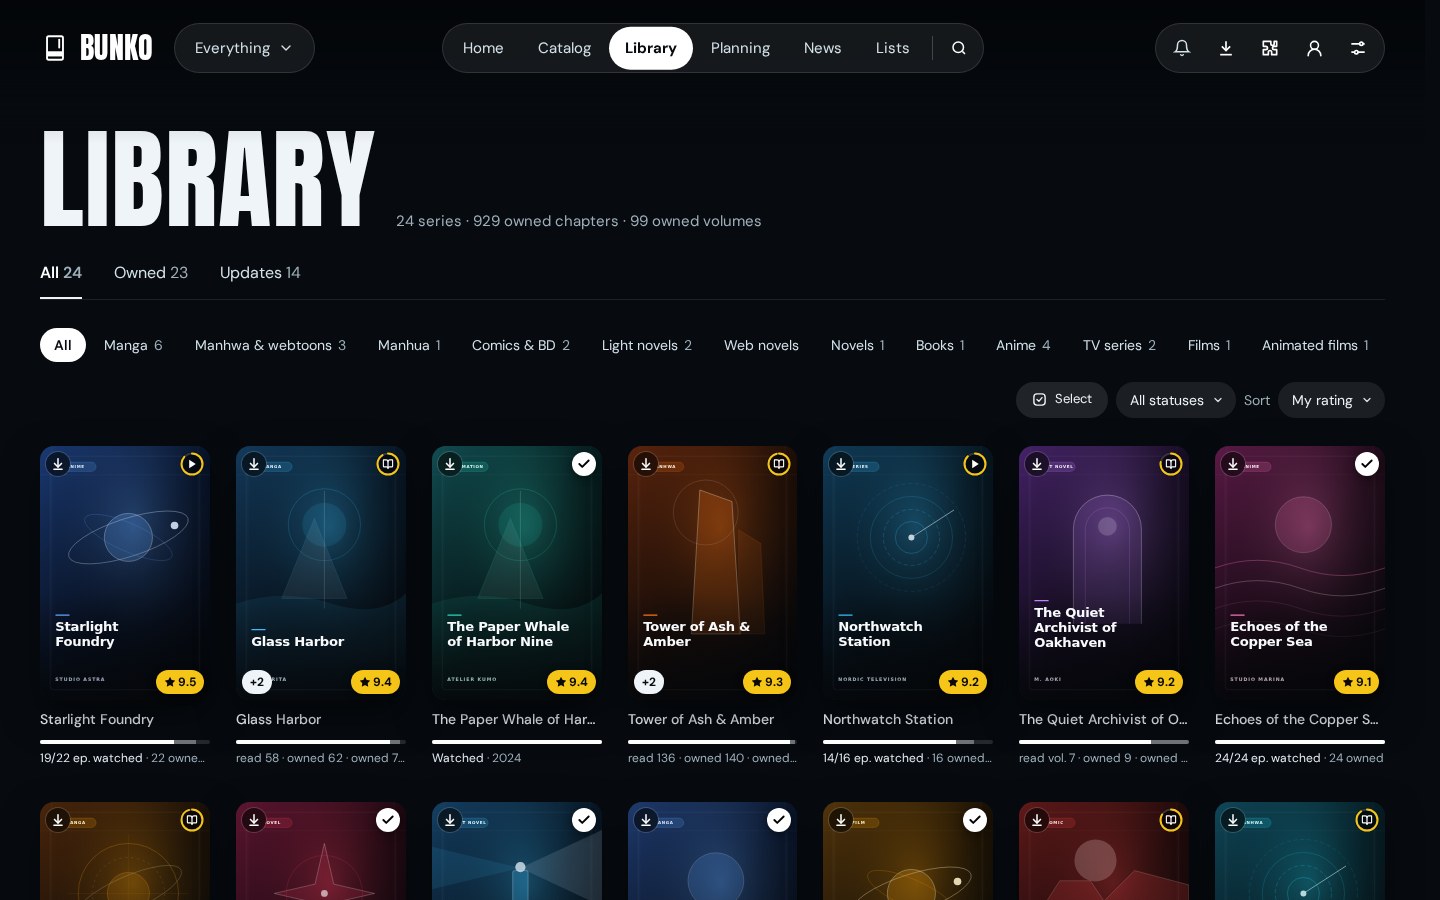 BUNKO
Everything
Home Catalog Library Planning News Lists
LIBRARY
24 series · 929 owned chapters · 99 owned volumes
All 24 Owned 23 Updates 14
All Manga 6 Manhwa & webtoons 3 Manhua 1 Comics & BD 2 Light novels 2 Web novels Novels 1 Books 1 Anime 4 TV series 2 Films 1 Animated films 1
Select All statuses Sort My rating
Starlight
Foundry
STUDIO ASTRA
9.5
Starlight Foundry
19/22 ep. watched · 22 owne…
Glass Harbor
+2
9.4
Glass Harbor
read 58 · owned 62 · owned 7…
The Paper Whale
of Harbor Nine
ATELIER KUMO
9.4
The Paper Whale of Har…
Watched · 2024
Tower of Ash &
Amber
+2
9.3
Tower of Ash & Amber
read 136 · owned 140 · owned…
Northwatch
Station
NORDIC TELEVISION
9.2
Northwatch Station
14/16 ep. watched · 16 owned…
The Quiet
Archivist of
Oakhaven
M. AOKI
9.2
The Quiet Archivist of O…
read vol. 7 · owned 9 · owned …
Echoes of the
Copper Sea
STUDIO MARINA
9.1
Echoes of the Copper S…
24/24 ep. watched · 24 owned